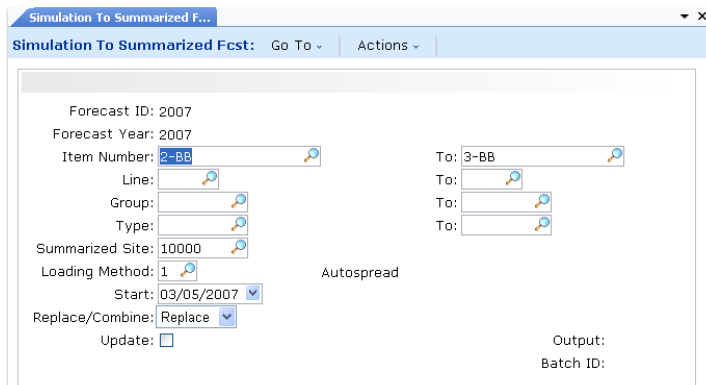 Simulation To Summarized F...
Simulation To Summarized Fcst: Go To Actions
Forecast ID: 2007
Forecast Year: 2007
Item Number: 2-BB To: 3-BB
Line: To:
Group: To:
Type: To:
Summarized Site: 10000
Loading Method: 1 Autospread
Start: 03/05/2007
Replace/Combine: Replace
Update: Output:
Batch ID: